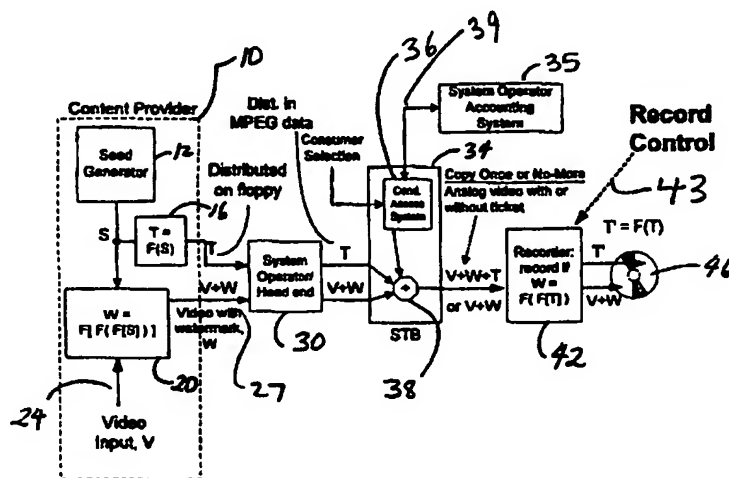 10
Content Provider
Seed
Generator
12
S
T =
F(S)
16
Distributed
on floppy
T
W =
F[ F( F[S] ) ]
20
24
Video
Input, V
V+W
Video with
watermark,
W
27
System
Operator/
Head end
30
Dist. in
MPEG data
T
V+W
Consumer
Selection
36
39
Cond.
Access
System
34
+
38
STB
System Operator
Accounting
System
35
Copy Once or No-More
Analog video with or
without ticket
V+W+T
or V+W
Record
Control
43
Recorder:
record if
W =
F( F[T] )
42
T' = F(T)
T'
V+W
46